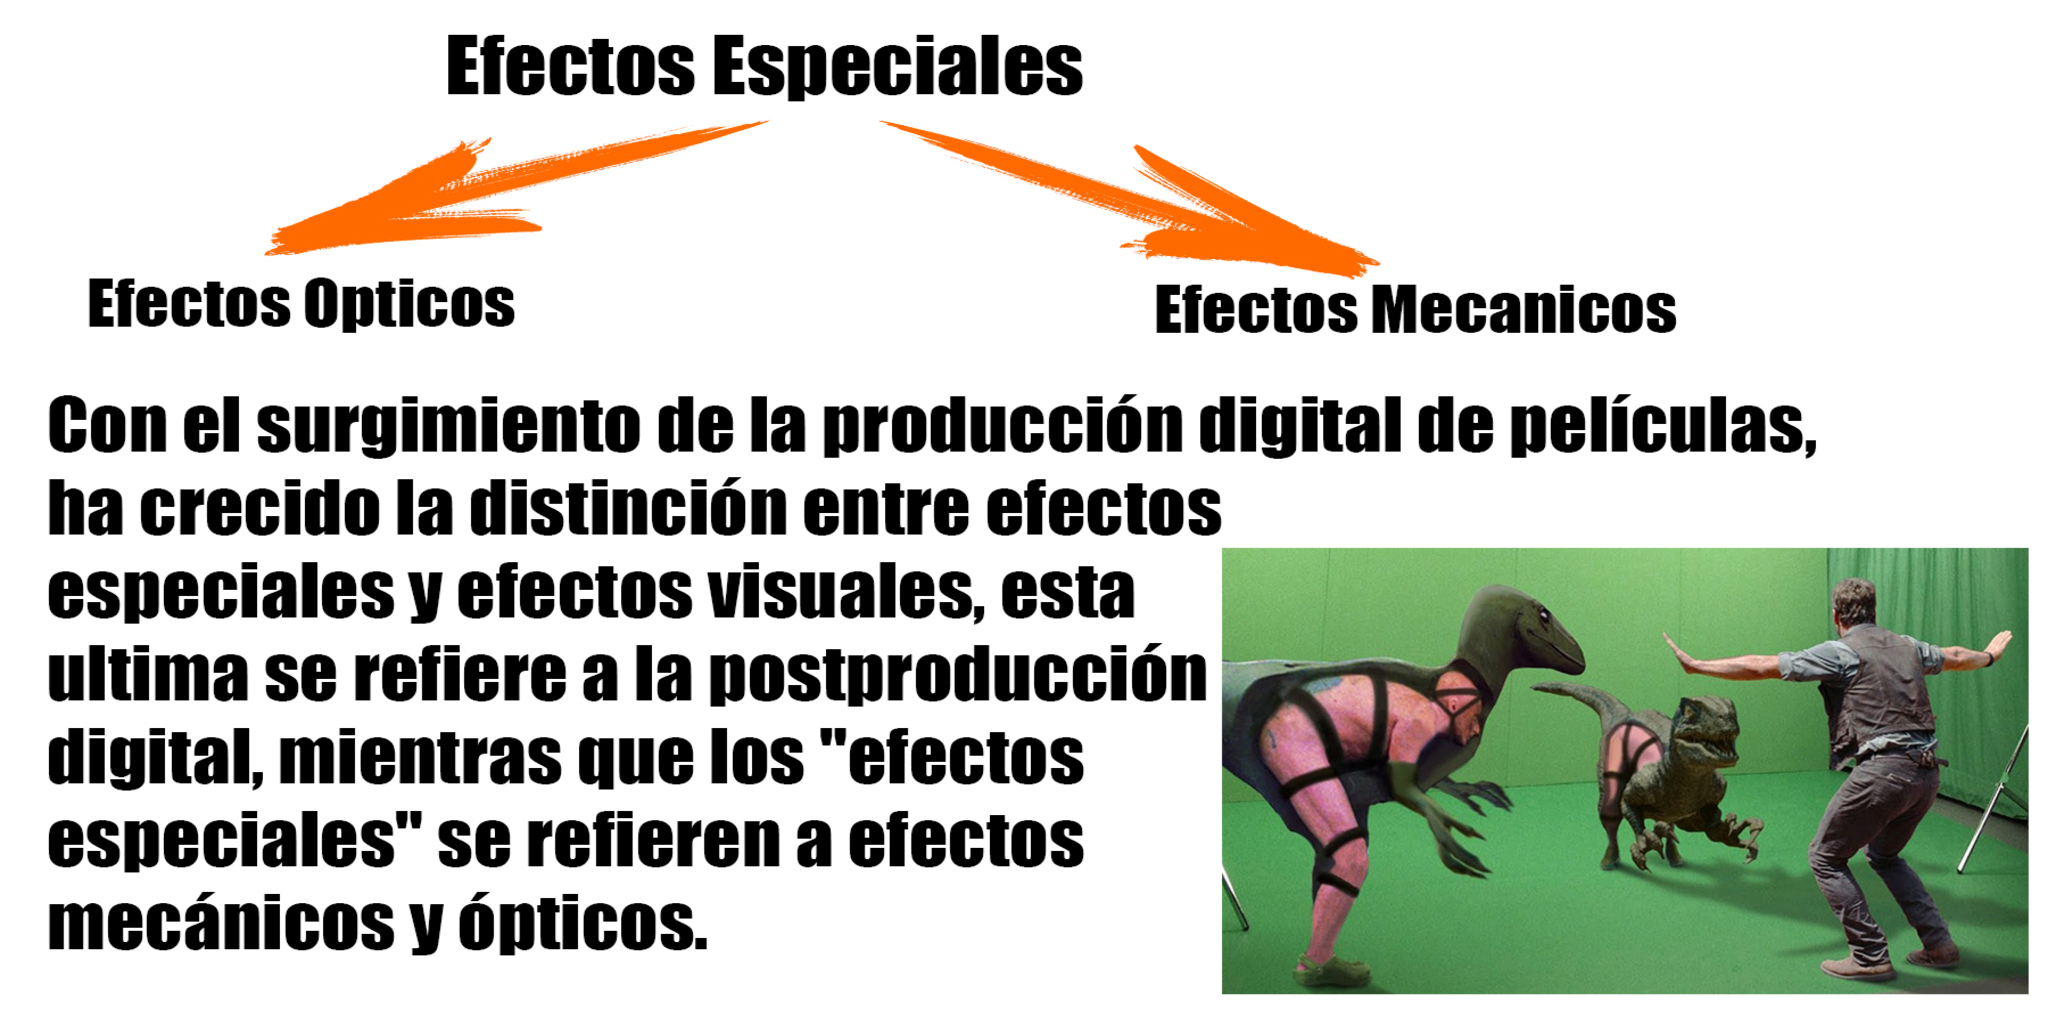 Efectos Especiales
Efectos Opticos
Efectos Mecanicos
Con el surgimiento de la producción digital de películas,
ha crecido la distinción entre efectos
especiales y efectos visuales, esta
ultima se refiere a la postproducción
digital, mientras que los "efectos
especiales" se refieren a efectos
mecánicos y ópticos.